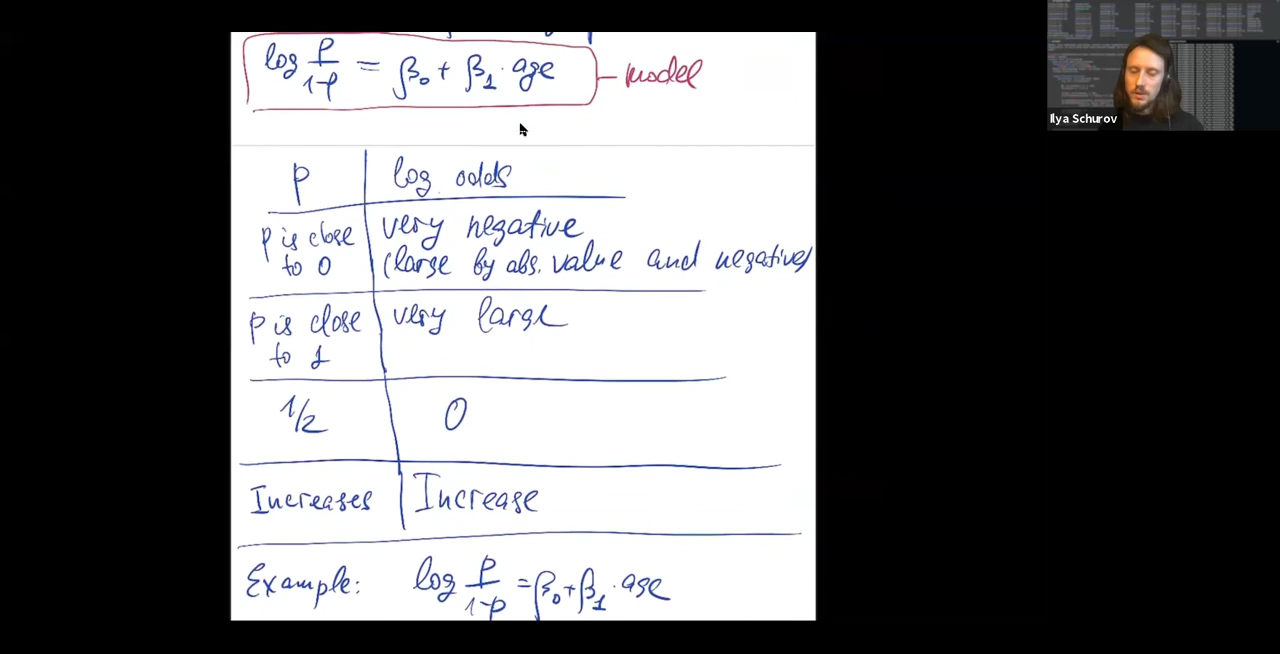 log p/1-p = β₀ + β₁ · age — model
Ilya Schurov
p | log odds
p is close | very negative
to 0 | (large by abs. value and negative)
p is close | very large
to 1
1/2 | 0
Increases | Increase
Example: log p/1-p = β₀ + β₁ · age